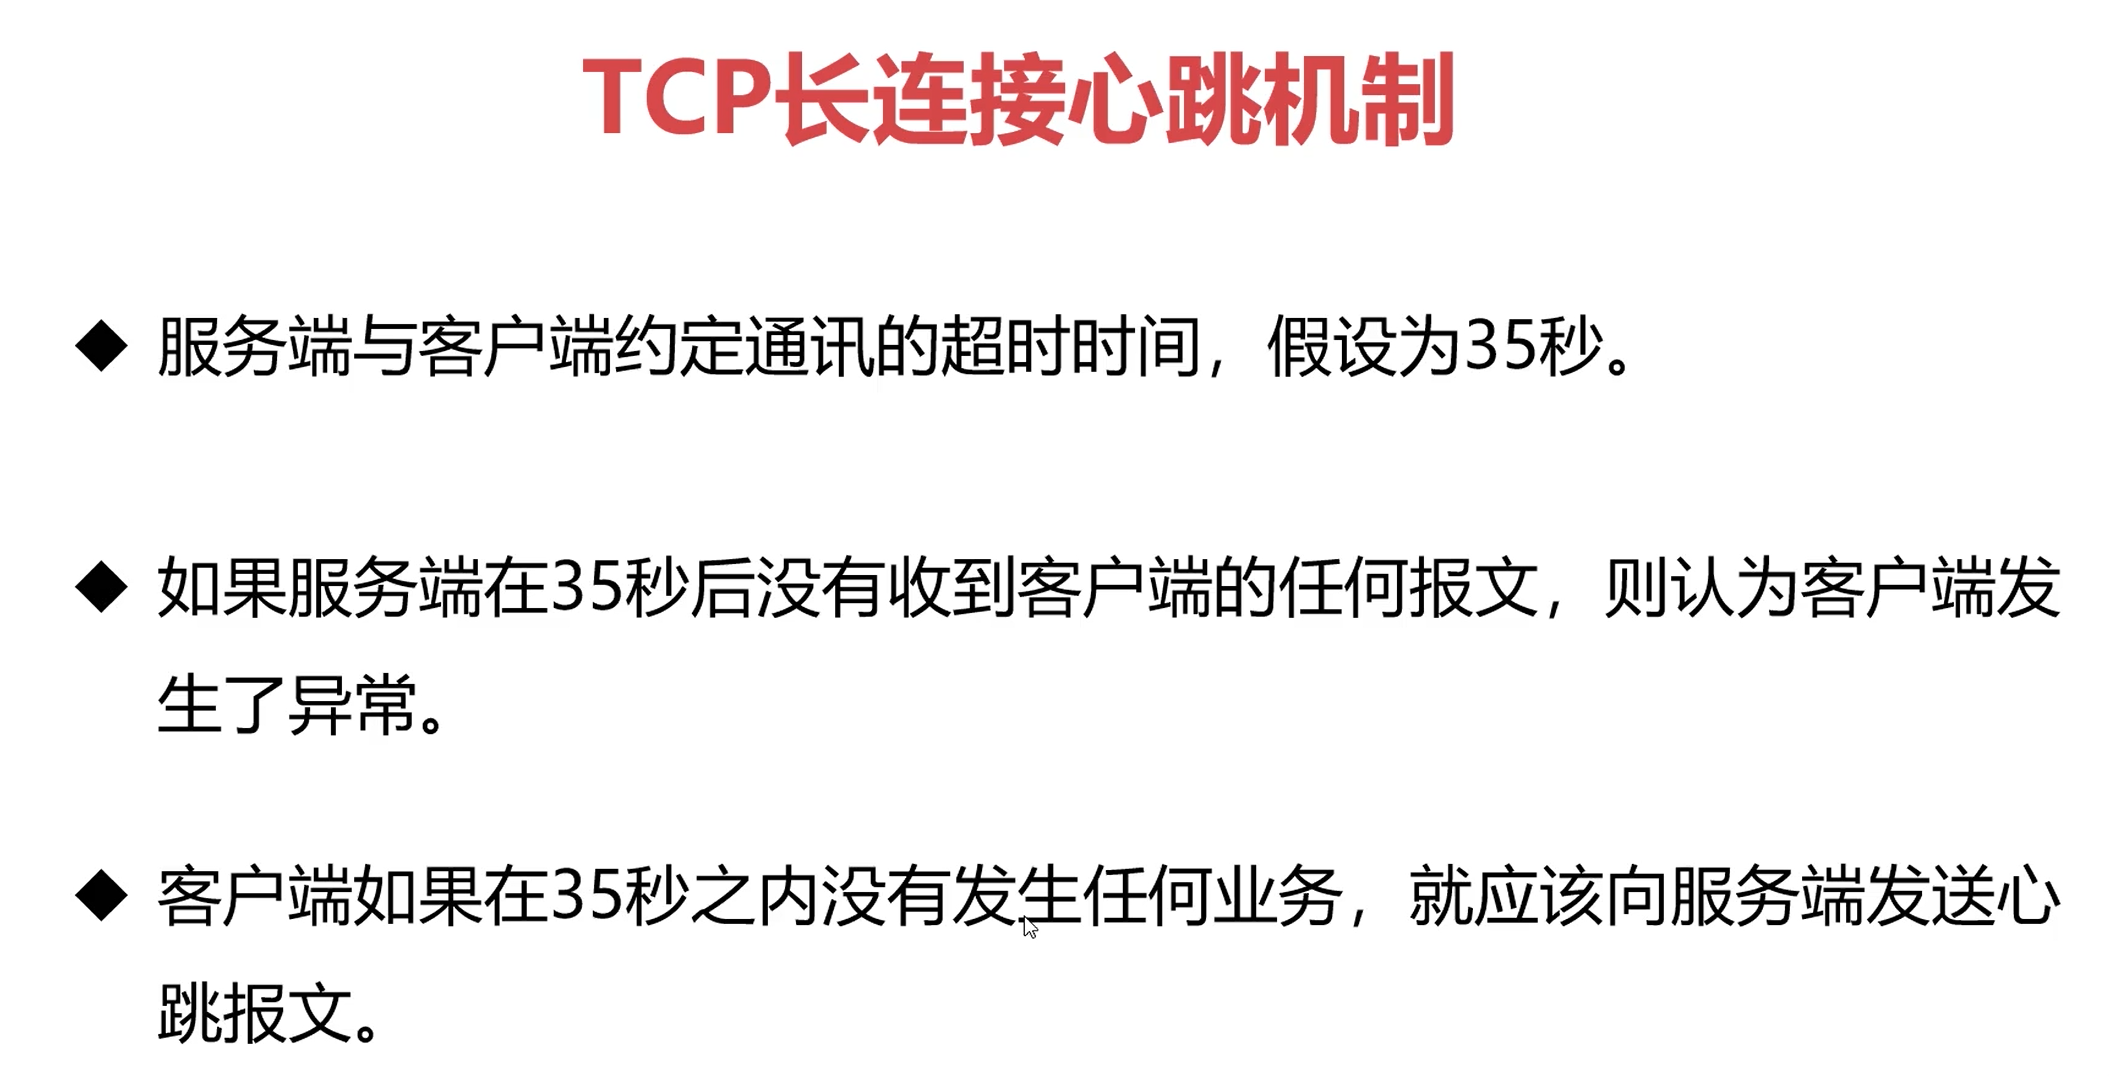 TCP长连接心跳机制
◆ 服务端与客户端约定通讯的超时时间，假设为35秒。
◆ 如果服务端在35秒后没有收到客户端的任何报文，则认为客户端发
生了异常。
◆ 客户端如果在35秒之内没有发生任何业务，就应该向服务端发送心
跳报文。